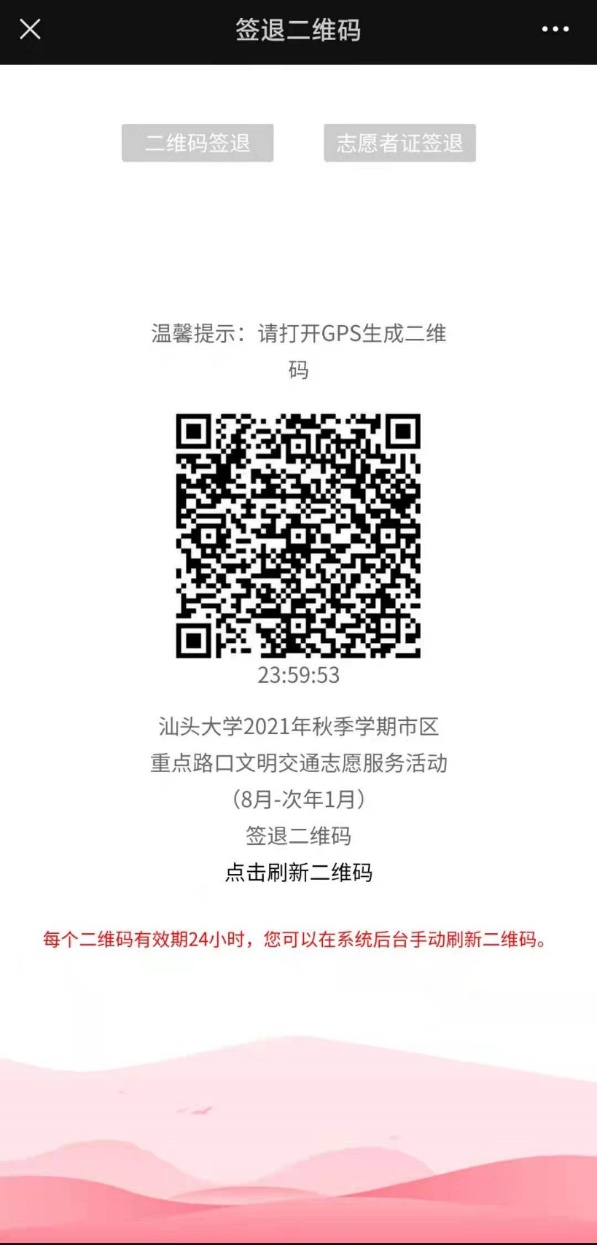 签退二维码
二维码签退
志愿者证签退
温馨提示：请打开GPS生成二维
码
23:59:53
汕头大学2021年秋季学期市区
重点路口文明交通志愿服务活动
（8月-次年1月）
签退二维码
点击刷新二维码
每个二维码有效期24小时，您可以在系统后台手动刷新二维码。